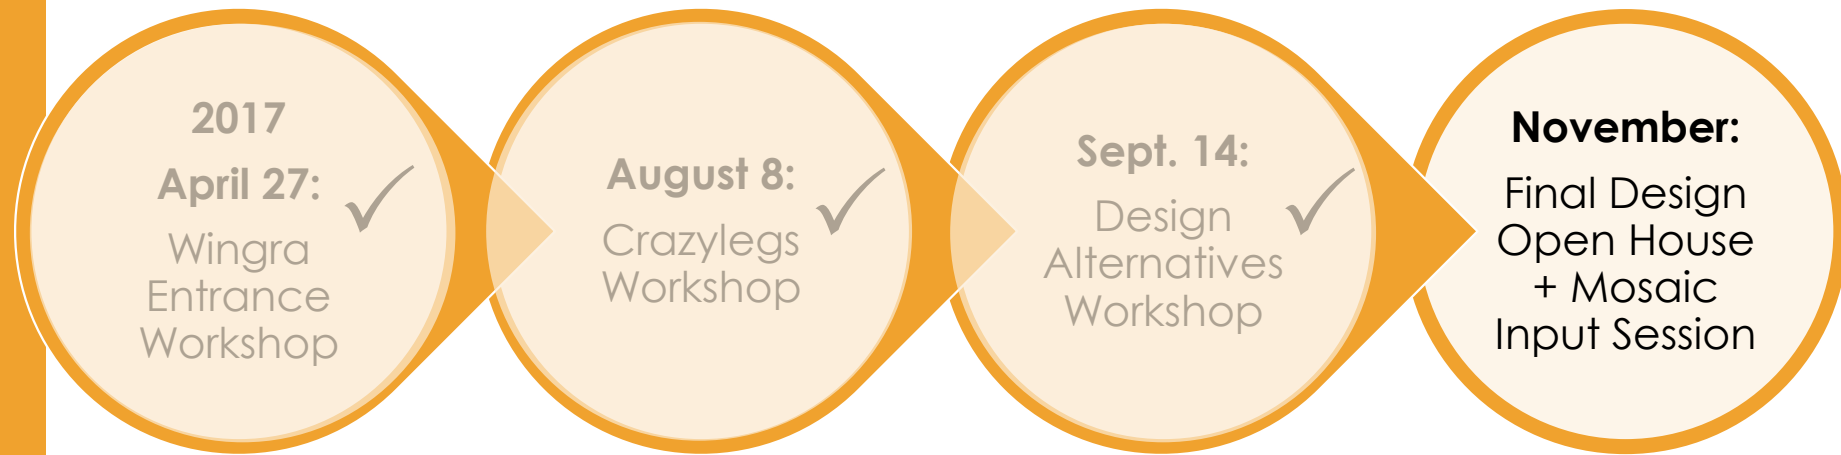 2017
April 27:
Wingra
Entrance
Workshop
August 8:
Crazylegs
Workshop
Sept. 14:
Design
Alternatives
Workshop
November:
Final Design
Open House
+ Mosaic
Input Session